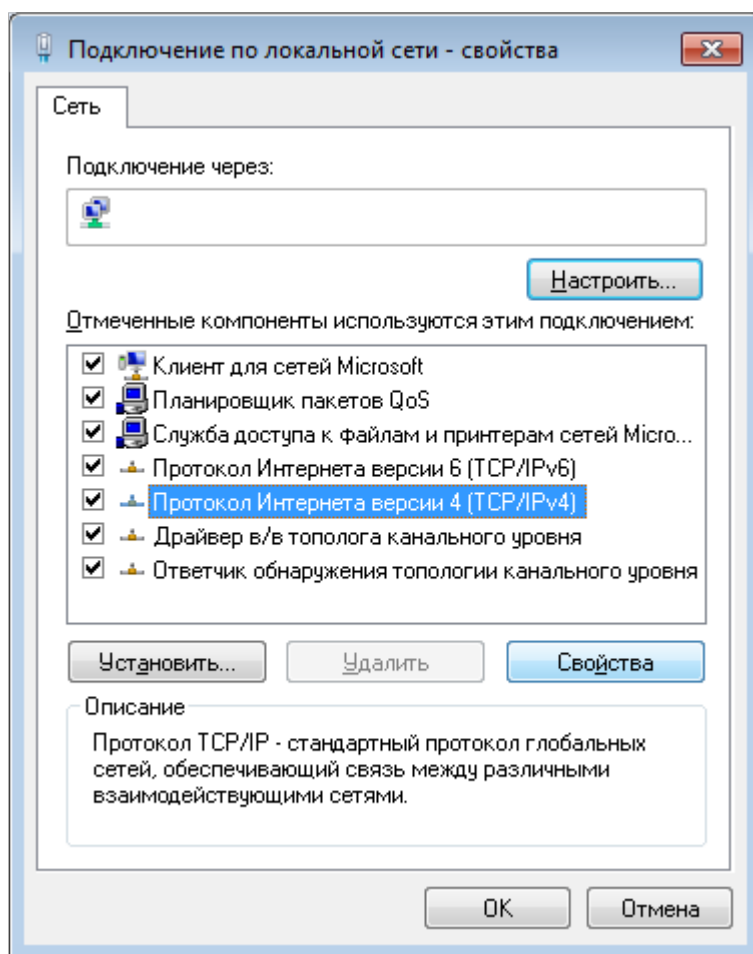 Подключение по локальной сети - свойства
Сеть
Подключение через:
Настроить...
Отмеченные компоненты используются этим подключением:
Клиент для сетей Microsoft
Планировщик пакетов QoS
Служба доступа к файлам и принтерам сетей Micro...
Протокол Интернета версии 6 (TCP/IPv6)
Протокол Интернета версии 4 (TCP/IPv4)
Драйвер в/в тополога канального уровня
Ответчик обнаружения топологии канального уровня
Установить... Удалить Свойства
Описание
Протокол TCP/IP - стандартный протокол глобальных
сетей, обеспечивающий связь между различными
взаимодействующими сетями.
OK Отмена